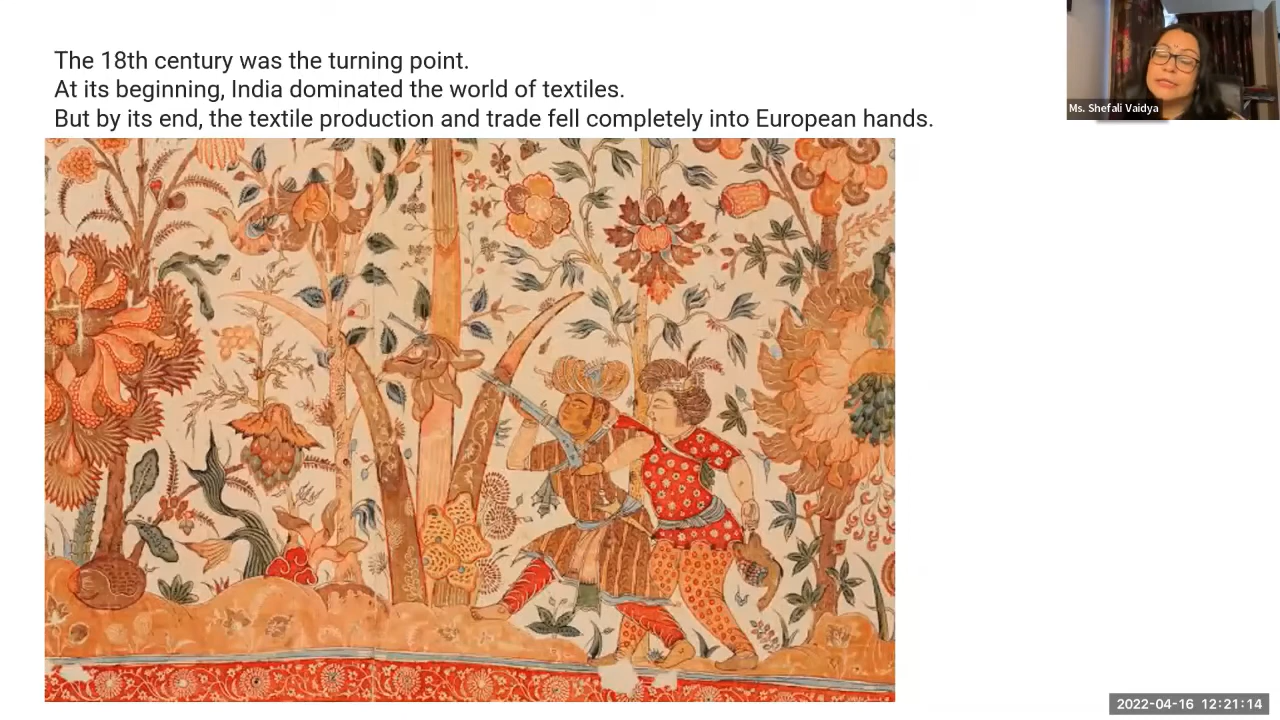 The 18th century was the turning point.
At its beginning, India dominated the world of textiles.
But by its end, the textile production and trade fell completely into European hands.
Ms. Shefali Vaidya
2022-04-16 12:21:14